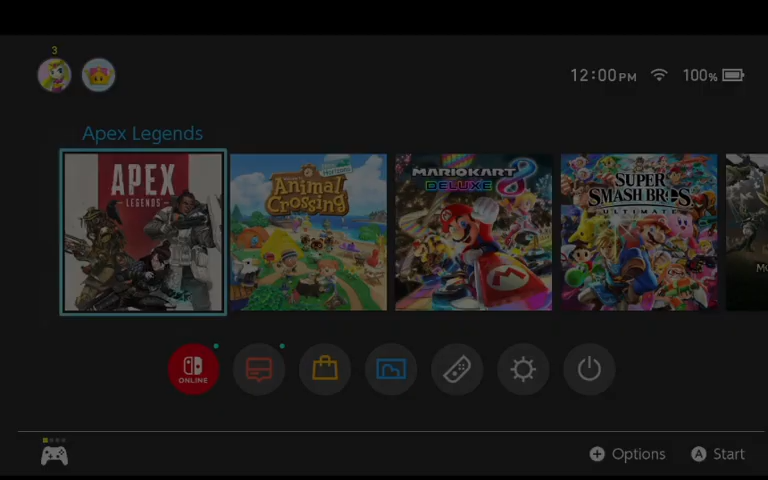 3
12:00PM 100%
Apex Legends
APEX
LEGENDS
Animal
Crossing
MARIOKART
8
DELUXE
SUPER
SMASH BROS.
ULTIMATE
ONLINE
Options
A Start